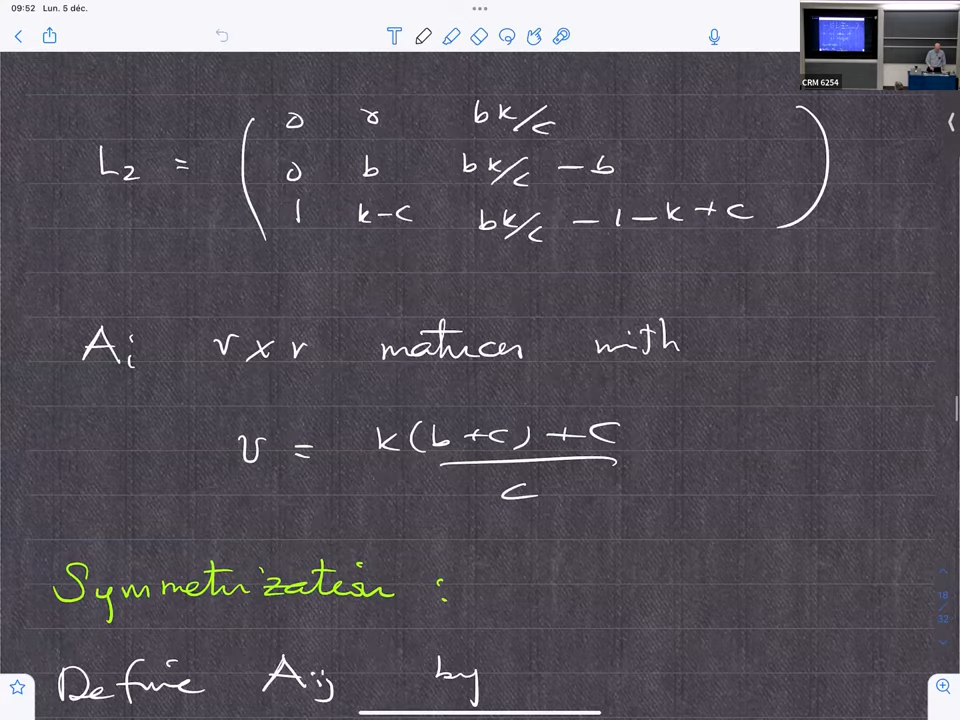 09:52 Lun. 5 déc.
CRM 6254
0 r bk/c
L2 = 0 b bk/c - b
1 k-c bk/c - 1 - k + c
Ai v x v matrices with
v = k(b+c)+c
c
Symmetrization :
Define Aij by
18
32